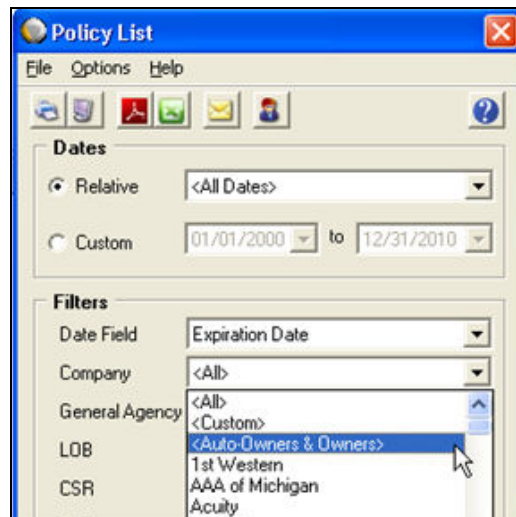 Policy List
File Options Help
Dates
Relative <All Dates>
Custom 01/01/2000 to 12/31/2010
Filters
Date Field Expiration Date
Company <All>
General Agency <All>
<Custom>
LOB <Auto-Owners & Owners>
1st Western
CSR AAA of Michigan
Acuity